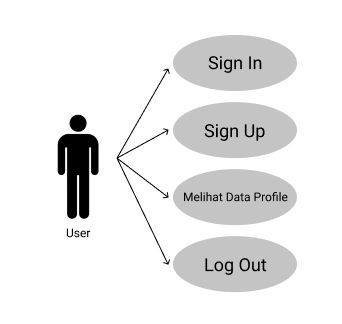 Sign In
Sign Up
Melihat Data Profile
User
Log Out